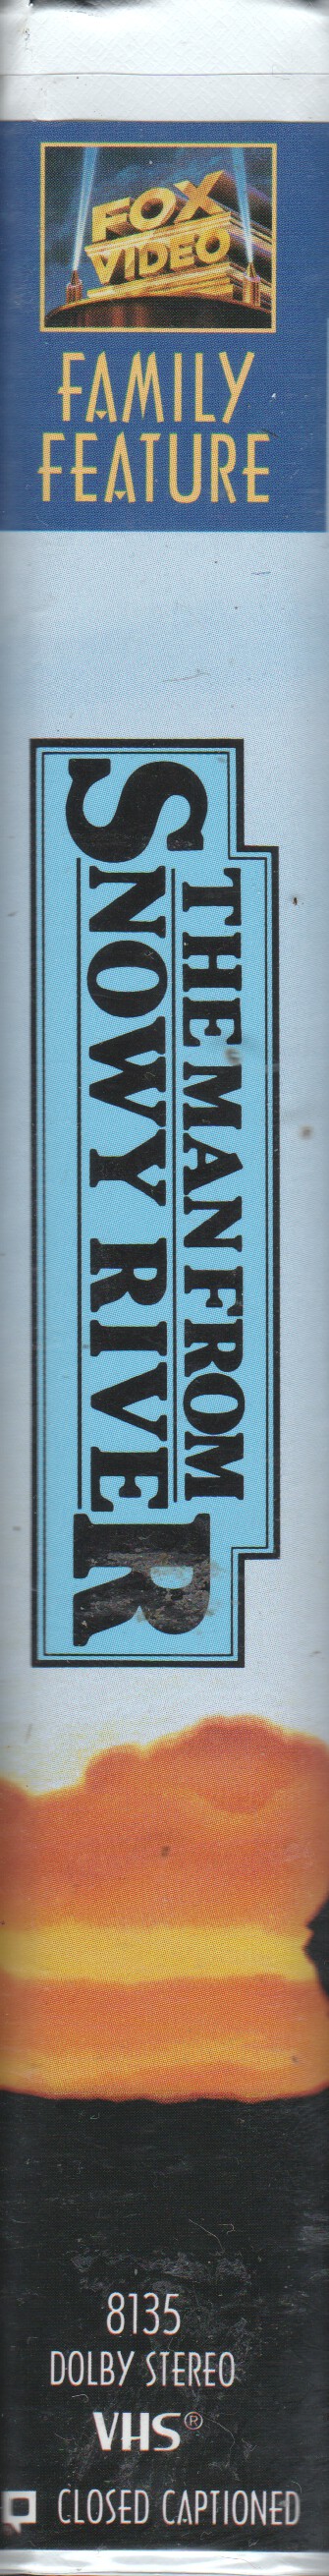 FOX
VIDEO
FAMILY
FEATURE
THE MAN FROM
SNOWY RIVER
8135
DOLBY STEREO
VHS®
CLOSED CAPTIONED